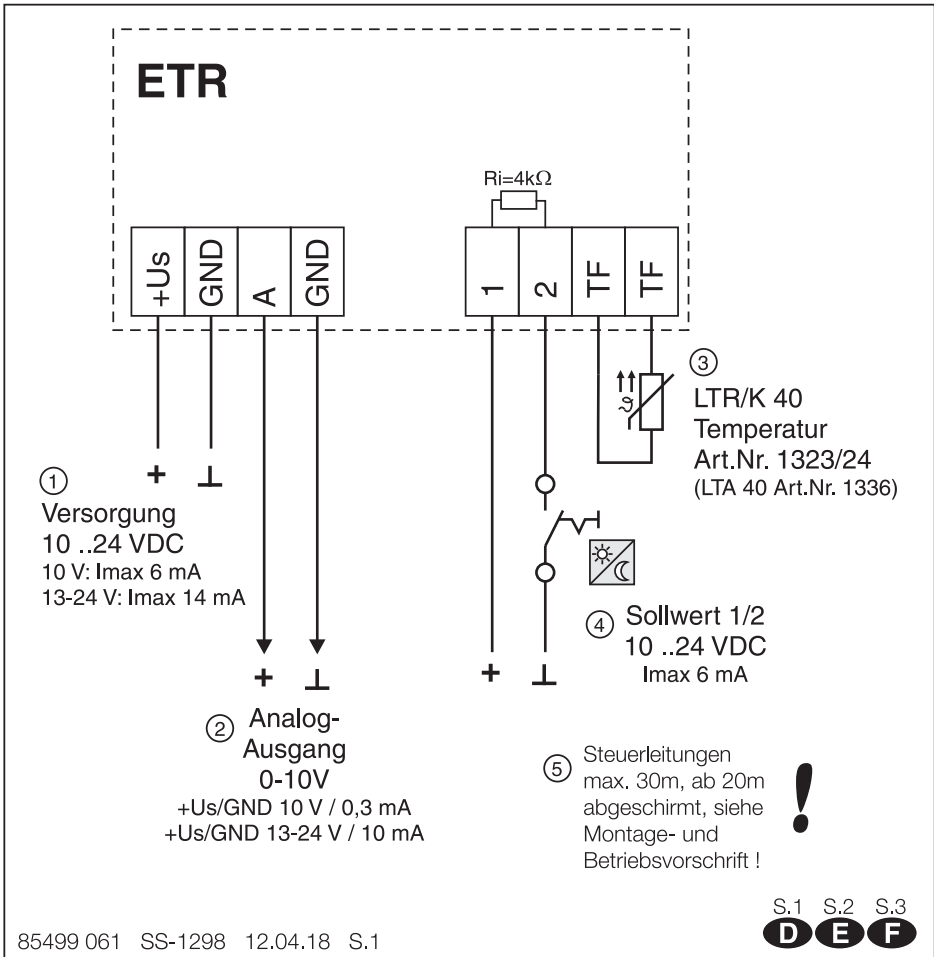 ETR
Ri=4kΩ
+Us
GND
A
GND
1
2
TF
TF
③
LTR/K 40
Temperatur
Art.Nr. 1323/24
(LTA 40 Art.Nr. 1336)
+ ⊥
①
Versorgung
10 ..24 VDC
10 V: Imax 6 mA
13-24 V: Imax 14 mA
④ Sollwert 1/2
10 ..24 VDC
Imax 6 mA
+ ⊥
+ ⊥
② Analog-
Ausgang
0-10V
+Us/GND 10 V / 0,3 mA
+Us/GND 13-24 V / 10 mA
⑤ Steuerleitungen
max. 30m, ab 20m
abgeschirmt, siehe
Montage- und
Betriebsvorschrift !
!
S.1 S.2 S.3
D E F
85499 061 SS-1298 12.04.18 S.1